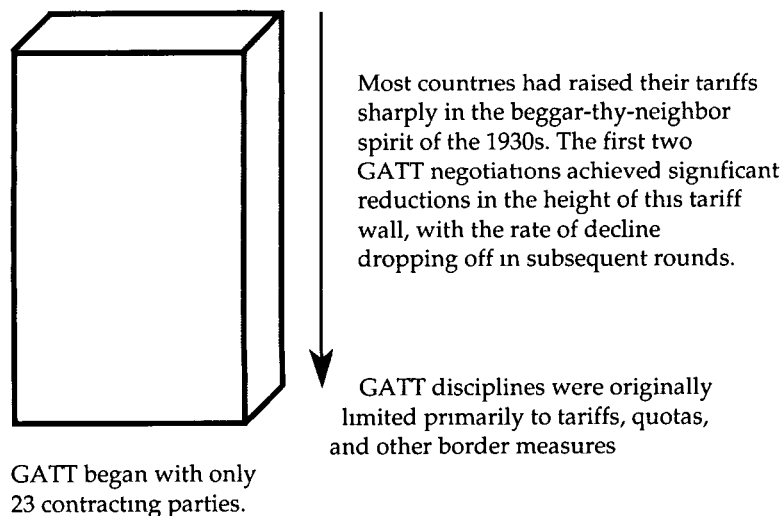 Most countries had raised their tariffs
sharply in the beggar-thy-neighbor
spirit of the 1930s. The first two
GATT negotiations achieved significant
reductions in the height of this tariff
wall, with the rate of decline
dropping off in subsequent rounds.
GATT disciplines were originally
limited primarily to tariffs, quotas,
and other border measures
GATT began with only
23 contracting parties.